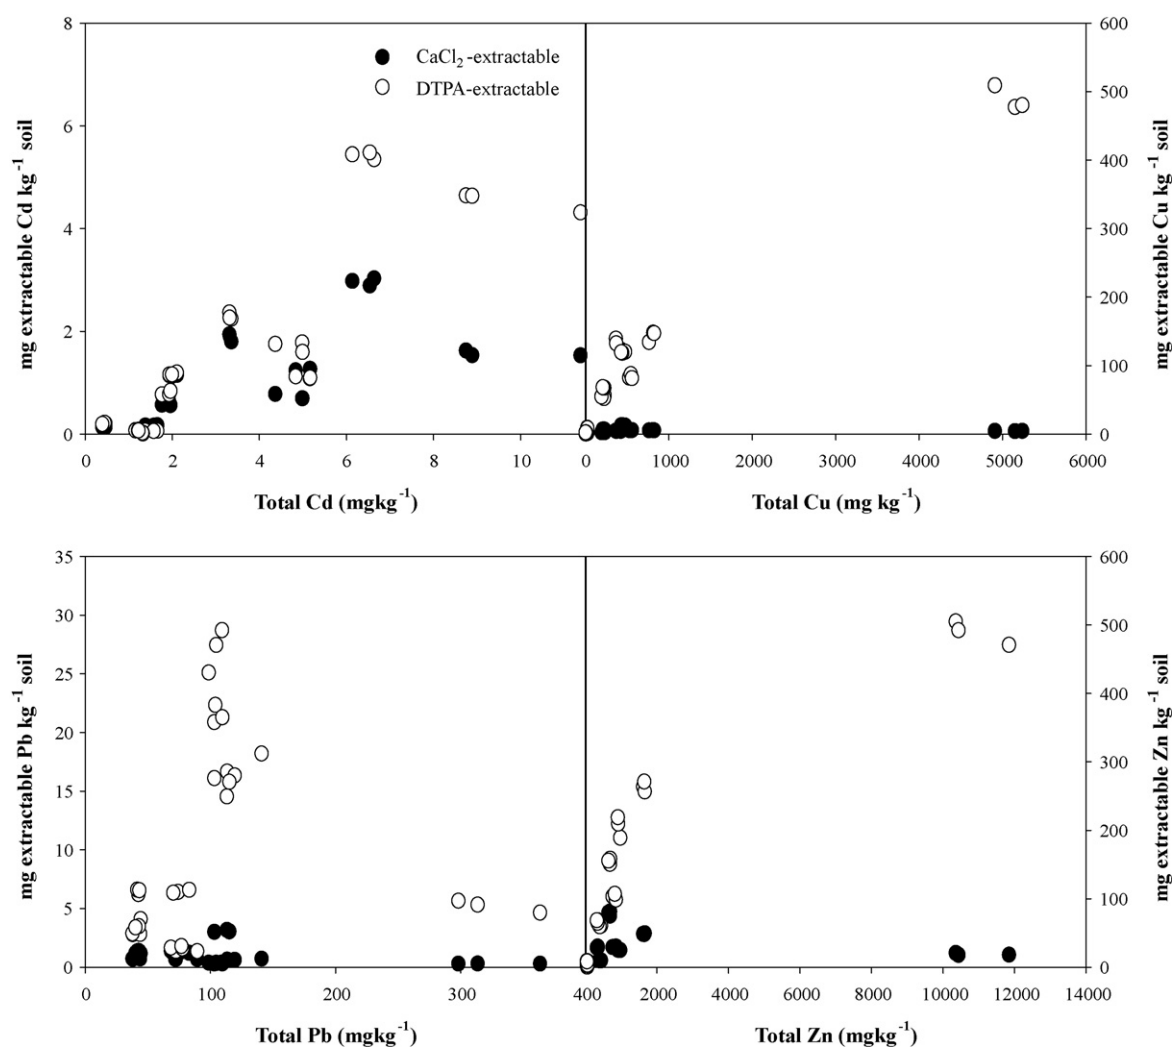 8
6
4
2
0
mg extractable Cd kg⁻¹ soil
CaCl₂-extractable
DTPA-extractable
600
500
400
300
200
100
0
mg extractable Cu kg⁻¹ soil
0 2 4 6 8 10
Total Cd (mgkg⁻¹)
0 1000 2000 3000 4000 5000 6000
Total Cu (mg kg⁻¹)
35
30
25
20
15
10
5
0
mg extractable Pb kg⁻¹ soil
600
500
400
300
200
100
0
mg extractable Zn kg⁻¹ soil
0 100 200 300 400
Total Pb (mgkg⁻¹)
2000 4000 6000 8000 10000 12000 14000
Total Zn (mgkg⁻¹)